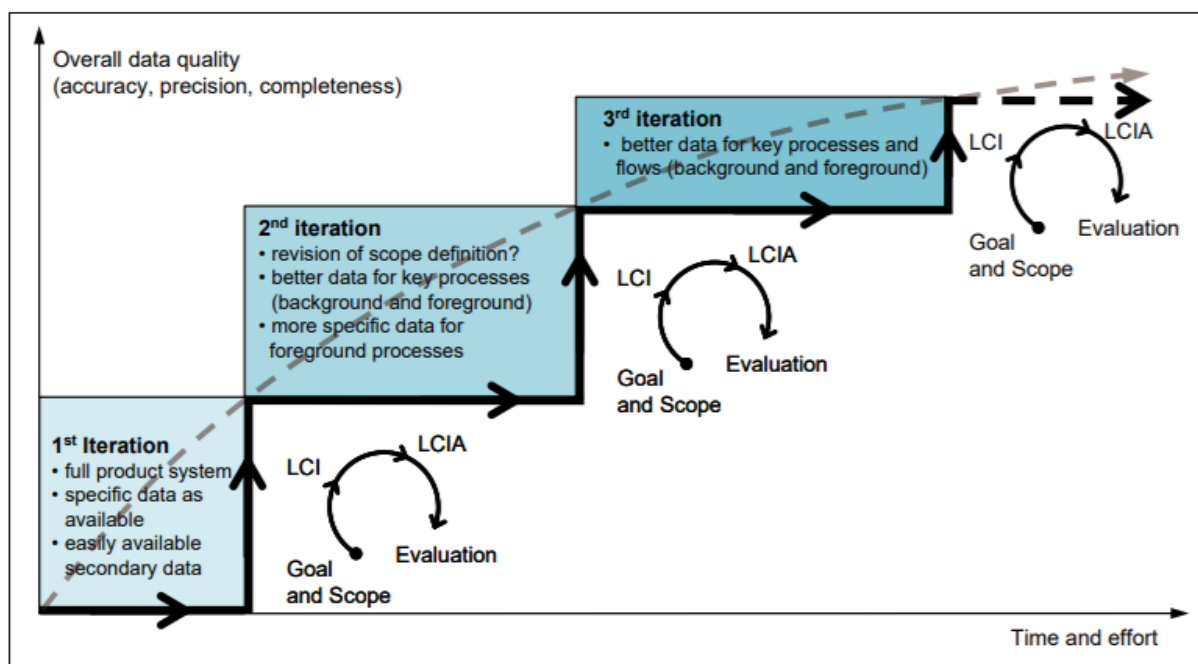 Overall data quality
(accuracy, precision, completeness)
3rd iteration
• better data for key processes and
flows (background and foreground)
LCI
LCIA
Goal
and Scope
Evaluation
2nd iteration
• revision of scope definition?
• better data for key processes
(background and foreground)
• more specific data for
foreground processes
LCI
LCIA
Goal
and Scope
Evaluation
1st Iteration
• full product system
• specific data as
available
• easily available
secondary data
LCI
LCIA
Goal
and Scope
Evaluation
Time and effort